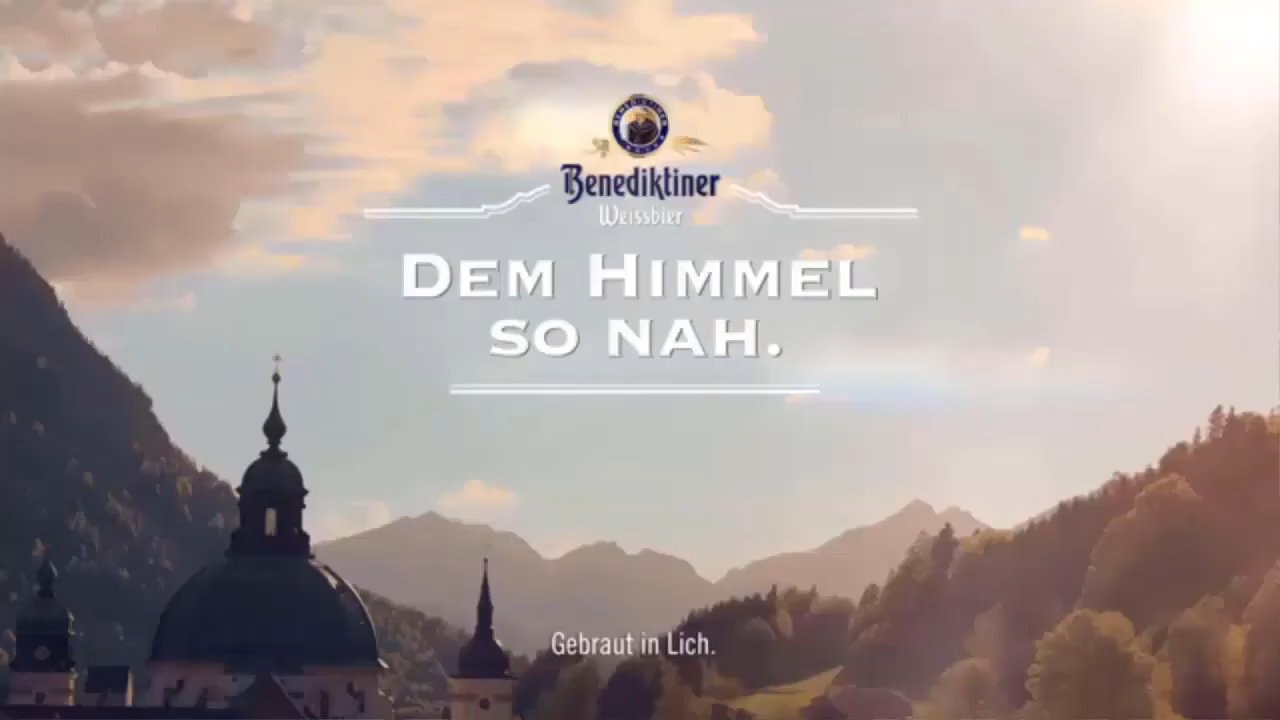 Benediktiner
Weissbier
DEM HIMMEL
SO NAH.
Gebraut in Lich.